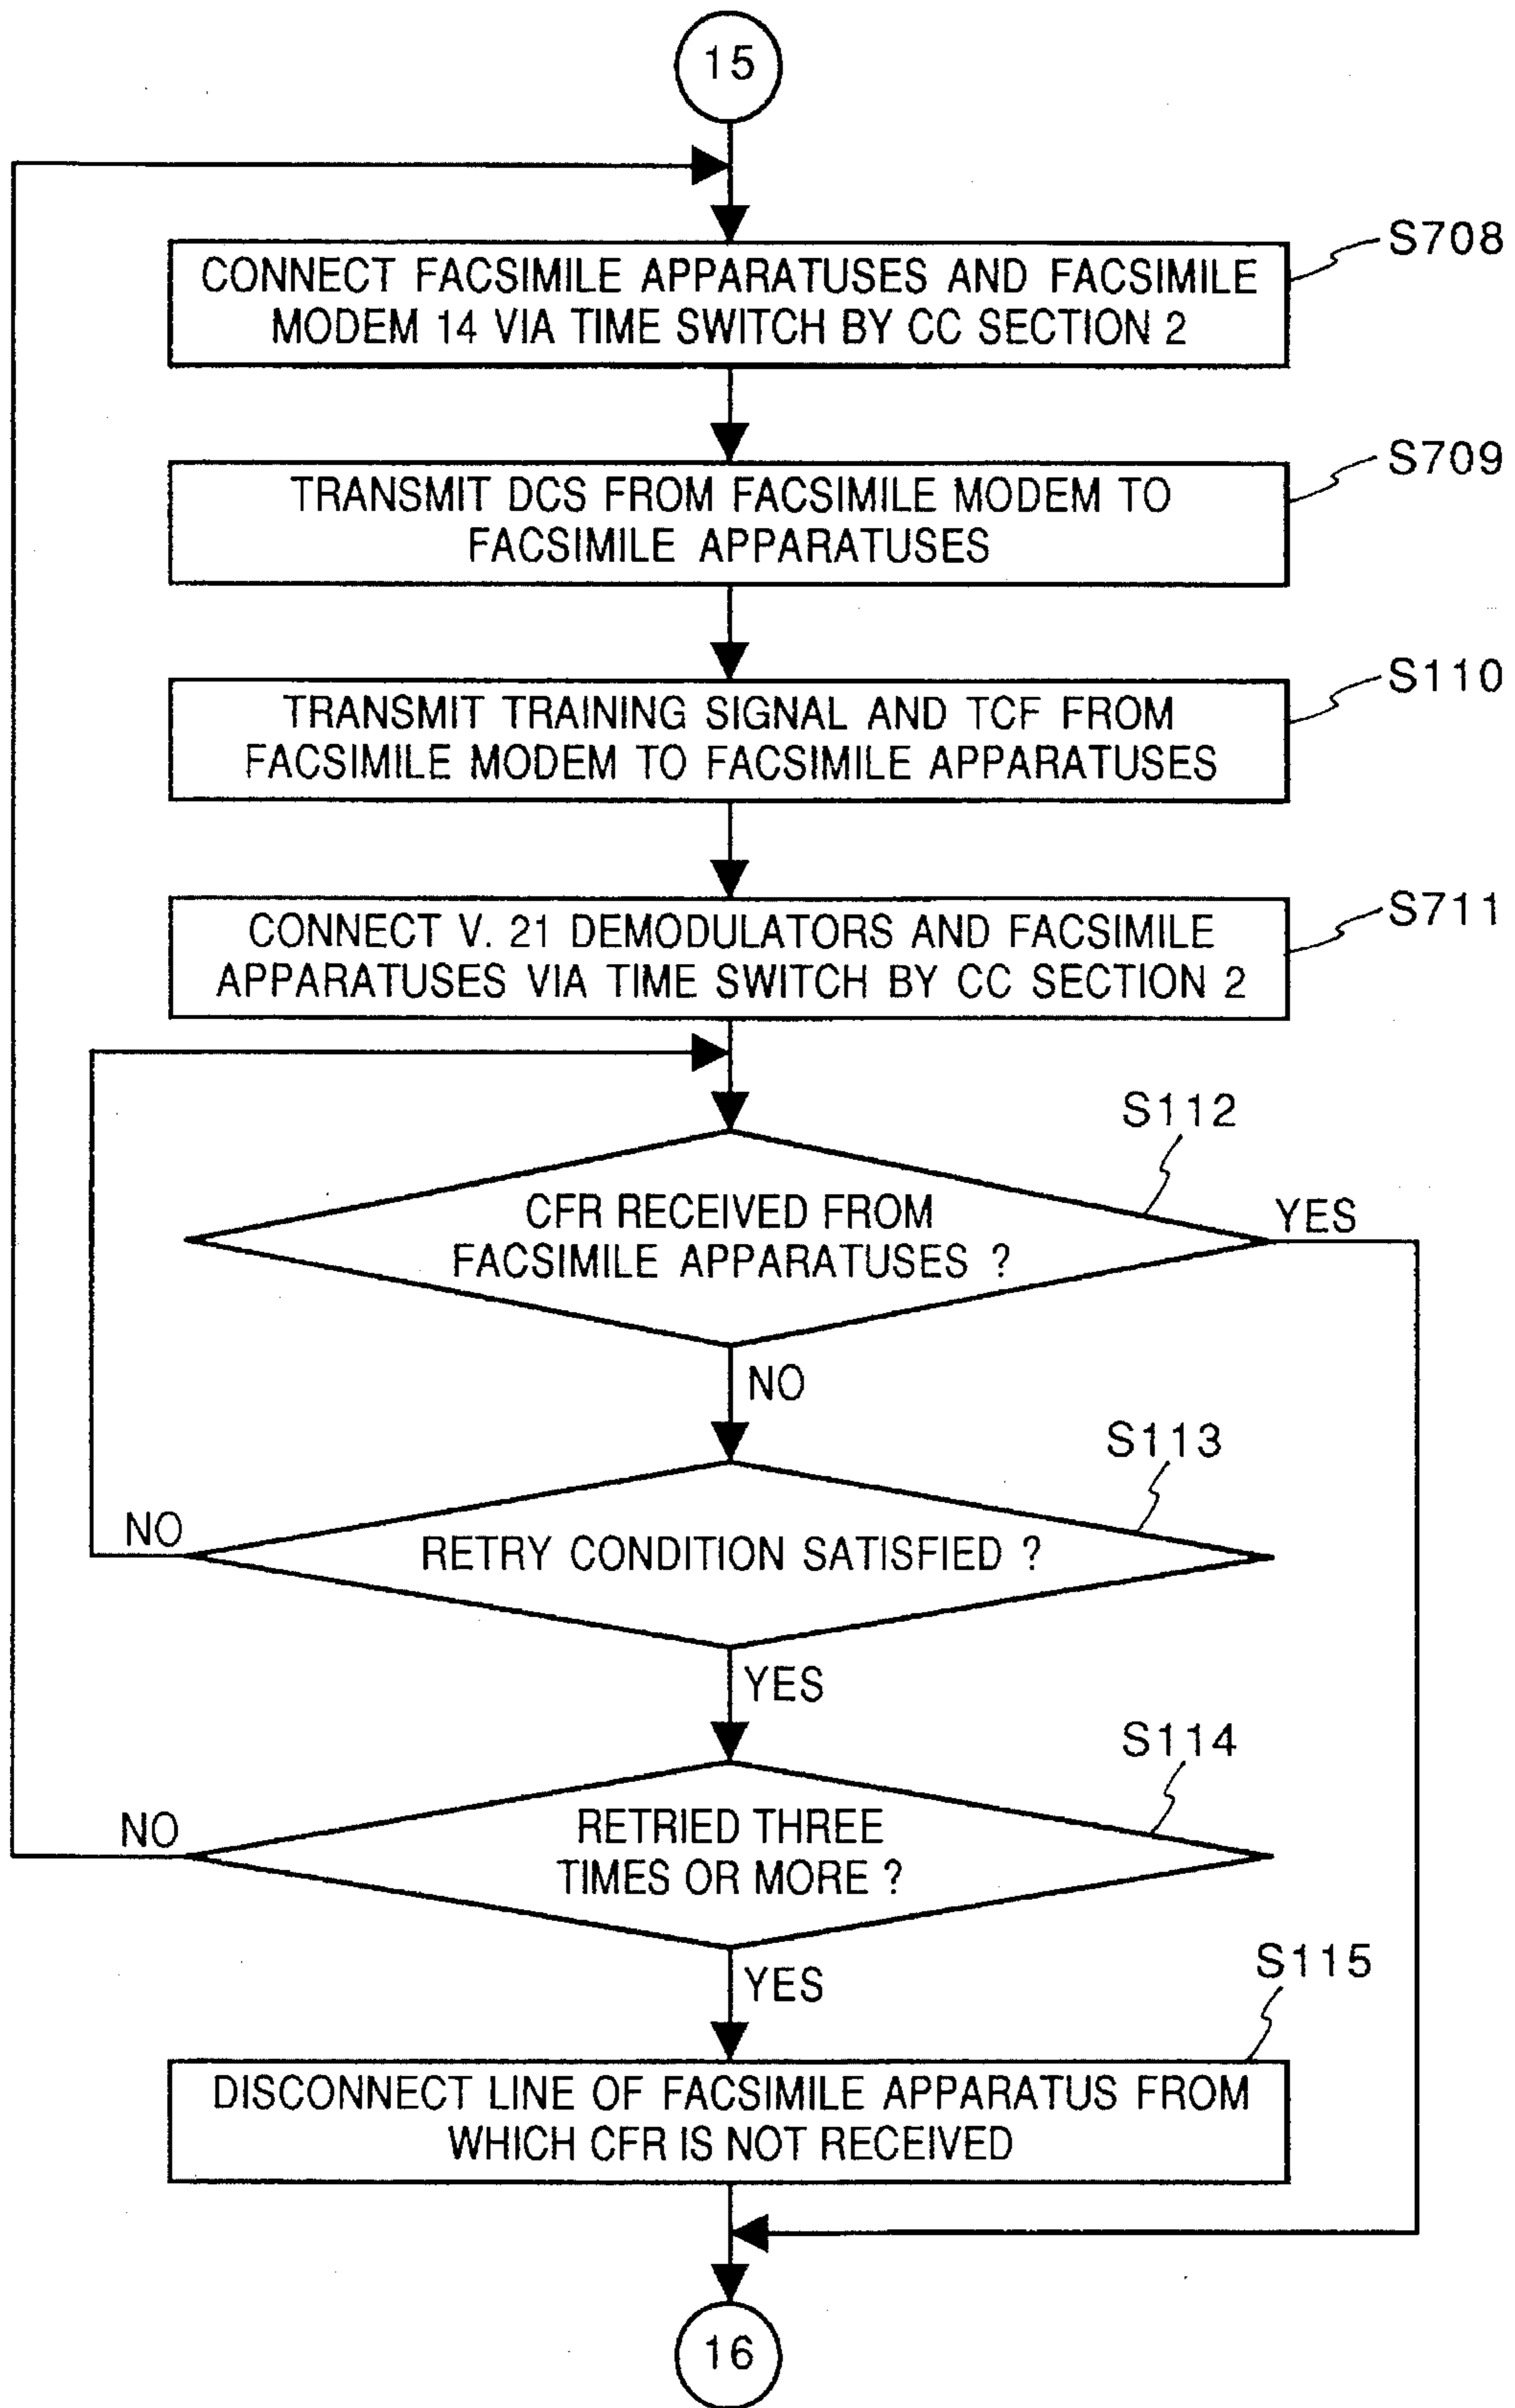 15
S708
CONNECT FACSIMILE APPARATUSES AND FACSIMILE
MODEM 14 VIA TIME SWITCH BY CC SECTION 2
S709
TRANSMIT DCS FROM FACSIMILE MODEM TO
FACSIMILE APPARATUSES
S110
TRANSMIT TRAINING SIGNAL AND TCF FROM
FACSIMILE MODEM TO FACSIMILE APPARATUSES
S711
CONNECT V. 21 DEMODULATORS AND FACSIMILE
APPARATUSES VIA TIME SWITCH BY CC SECTION 2
S112
CFR RECEIVED FROM
FACSIMILE APPARATUSES ?
YES
NO
S113
RETRY CONDITION SATISFIED ?
NO
YES
S114
RETRIED THREE
TIMES OR MORE ?
NO
YES
S115
DISCONNECT LINE OF FACSIMILE APPARATUS FROM
WHICH CFR IS NOT RECEIVED
16